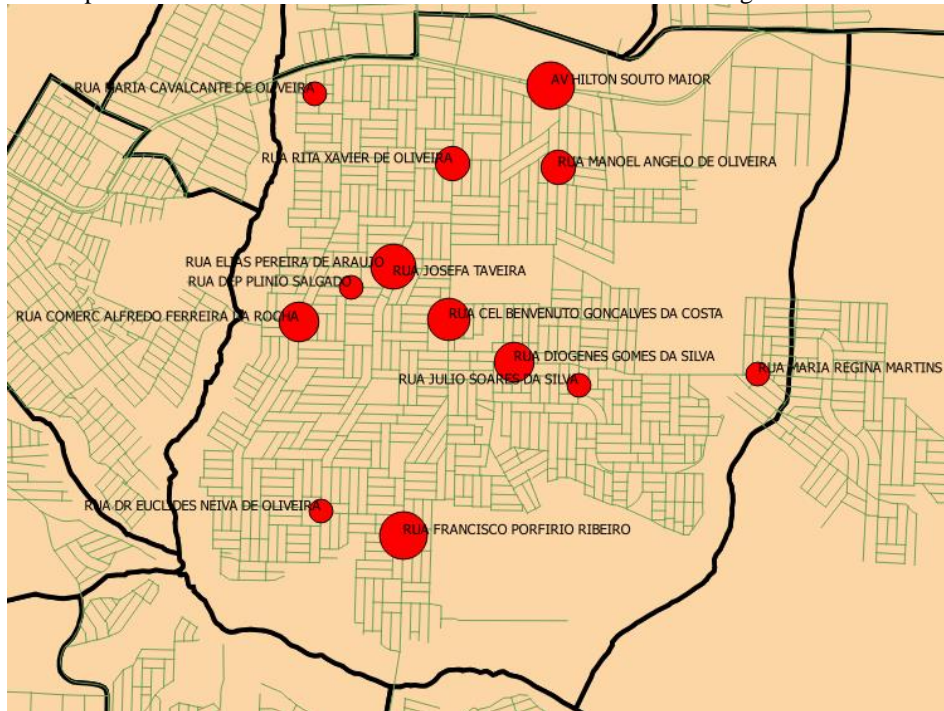 AV HILTON SOUTO MAIOR
RUA MARIA CAVALCANTE DE OLIVEIRA
RUA RITA XAVIER DE OLIVEIRA
RUA MANOEL ANGELO DE OLIVEIRA
RUA ELIAS PEREIRA DE ARAUJO
RUA JOSEFA TAVEIRA
RUA DEP PLINIO SALGADO
RUA COMERC ALFREDO FERREIRA DA ROCHA
RUA CEL BENVENUTO GONCALVES DA COSTA
RUA DIOGENES GOMES DA SILVA
RUA MARIA REGINA MARTINS
RUA JULIO SOARES DA SILVA
RUA DR EUCLIDES NEIVA DE OLIVEIRA
RUA FRANCISCO PORFIRIO RIBEIRO